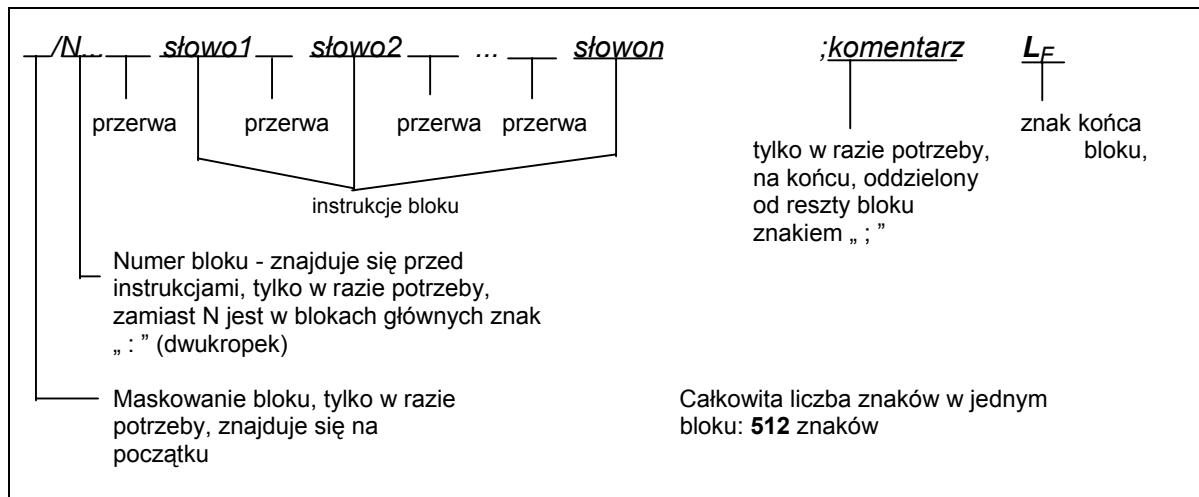 /N... słowo1 słowo2 ... słowon ;komentarz LF
przerwa przerwa przerwa przerwa
znak końca
bloku,
tylko w razie potrzeby,
na końcu, oddzielony
od reszty bloku
znakiem „ ; ”
instrukcje bloku
Numer bloku - znajduje się przed
instrukcjami, tylko w razie potrzeby,
zamiast N jest w blokach głównych znak
„ : ” (dwukropek)
Maskowanie bloku, tylko w razie
potrzeby, znajduje się na
początku
Całkowita liczba znaków w jednym
bloku: 512 znaków